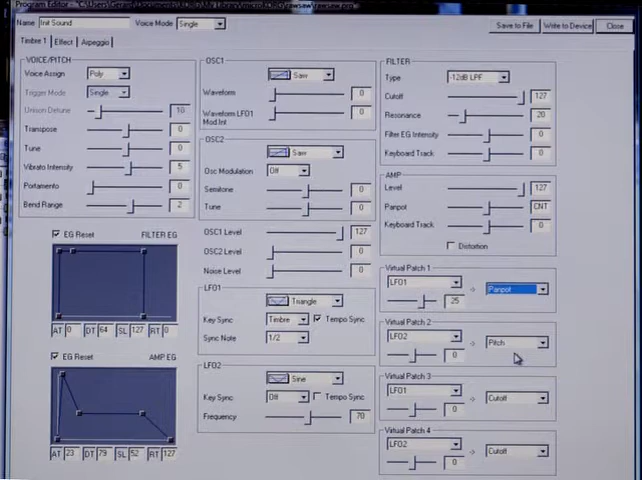 Program Editor
Name Init Sound Voice Mode Single Save to File Write to Device Close
Timbre 1 Effect Arpeggio
VOICE/PITCH
Voice Assign Poly
Trigger Mode Single
Unison Detune 10
Transpose 0
Tune 0
Vibrato Intensity 5
Portamento 0
Bend Range 2
EG Reset FILTER EG
AT 0 DT 64 SL 127 RT 0
EG Reset AMP EG
AT 23 DT 79 SL 52 RT 127
OSC1
Saw
Waveform 0
Waveform LFO1
Mod.Int 0
OSC2
Saw
Osc Modulation Off
Semitone 0
Tune 0
OSC1 Level 127
OSC2 Level 0
Noise Level 0
LFO1
Triangle
Key Sync Timbre Tempo Sync
Sync Note 1/2
LFO2
Sine
Key Sync Off Tempo Sync
Frequency 70
FILTER
Type -12dB LPF
Cutoff 127
Resonance 20
Filter EG Intensity 0
Keyboard Track 0
AMP
Level 127
Panpot CNT
Keyboard Track 0
Distortion
Virtual Patch 1
LFO1 Panpot
25
Virtual Patch 2
LFO2 Pitch
0
Virtual Patch 3
LFO1 Cutoff
0
Virtual Patch 4
LFO2 Cutoff
0